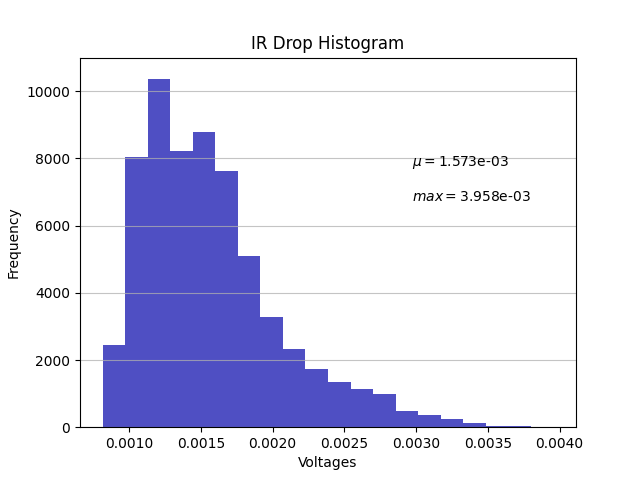 IR Drop Histogram
10000
8000
6000
4000
2000
0
Frequency
μ = 1.573e-03
max = 3.958e-03
0.0010 0.0015 0.0020 0.0025 0.0030 0.0035 0.0040
Voltages